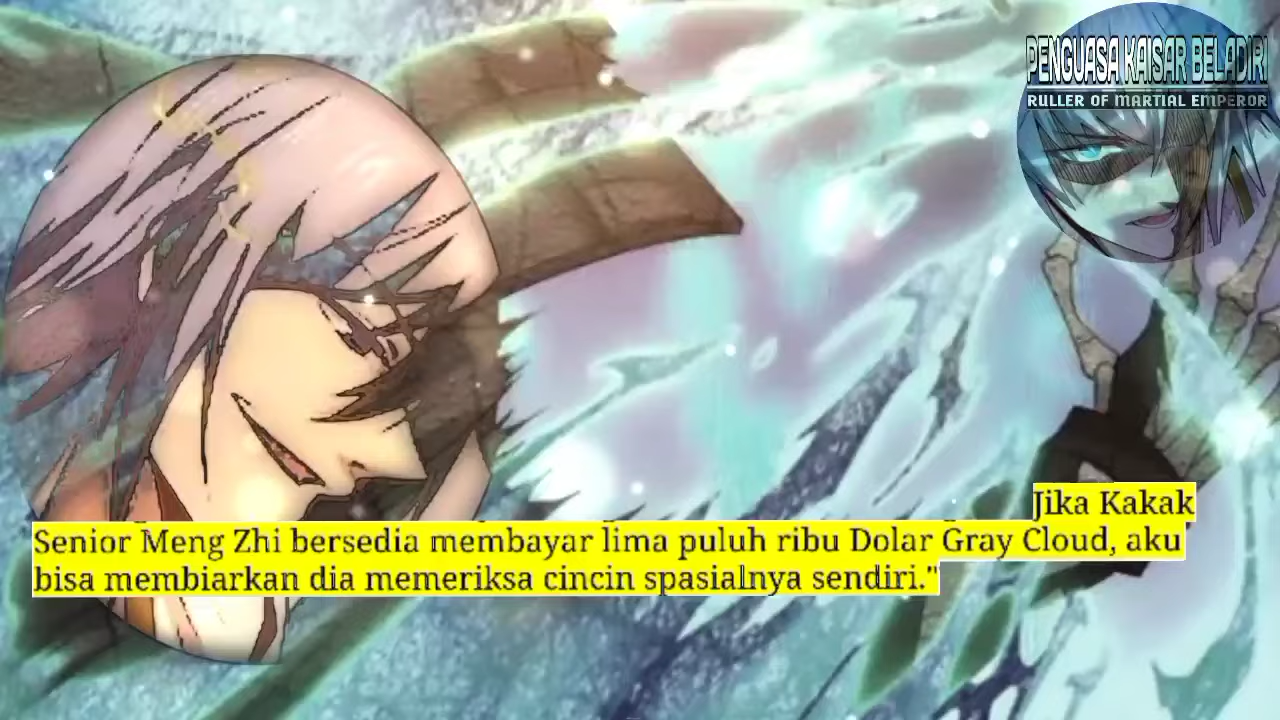 PENGUASA KAISAR BELADIRI
RULLER OF MARTIAL EMPEROR
Jika Kakak
Senior Meng Zhi bersedia membayar lima puluh ribu Dolar Gray Cloud, aku
bisa membiarkan dia memeriksa cincin spasialnya sendiri."